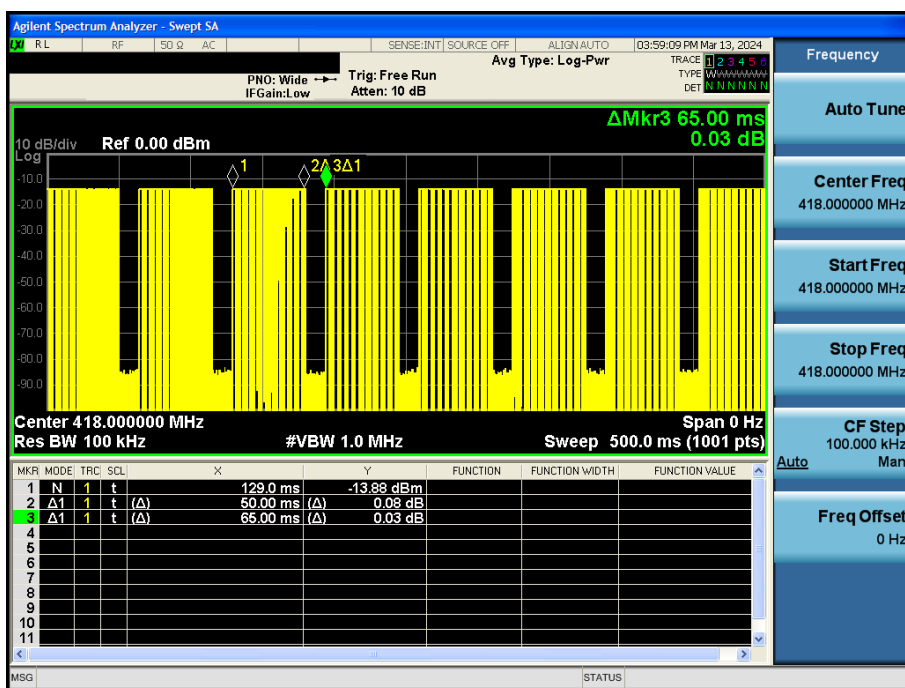 Agilent Spectrum Analyzer - Swept SA
LXI RL RF 50 Ω AC SENSE:INT SOURCE OFF ALIGNAUTO 03:59:09 PM Mar 13, 2024
Frequency
Avg Type: Log-Pwr
TRACE 1 2 3 4 5 6
PNO: Wide Trig: Free Run
TYPE WWWWWW
IFGain:Low Atten: 10 dB
DET N N N N N N
Auto Tune
ΔMkr3 65.00 ms
0.03 dB
10 dB/div Ref 0.00 dBm
Log
1 2Δ 3Δ1
-10.0
-20.0
-30.0
-40.0
-50.0
-60.0
-70.0
-80.0
-90.0
Center Freq
418.000000 MHz
Start Freq
418.000000 MHz
Stop Freq
418.000000 MHz
Center 418.000000 MHz Span 0 Hz
Res BW 100 kHz #VBW 1.0 MHz Sweep 500.0 ms (1001 pts)
CF Step
100.000 kHz
Auto Man
MKR MODE TRC SCL X Y FUNCTION FUNCTION WIDTH FUNCTION VALUE
1 N 1 t 129.0 ms -13.88 dBm
2 Δ1 1 t (Δ) 50.00 ms (Δ) 0.08 dB
3 Δ1 1 t (Δ) 65.00 ms (Δ) 0.03 dB
4
5
6
7
8
9
10
11
Freq Offset
0 Hz
MSG STATUS